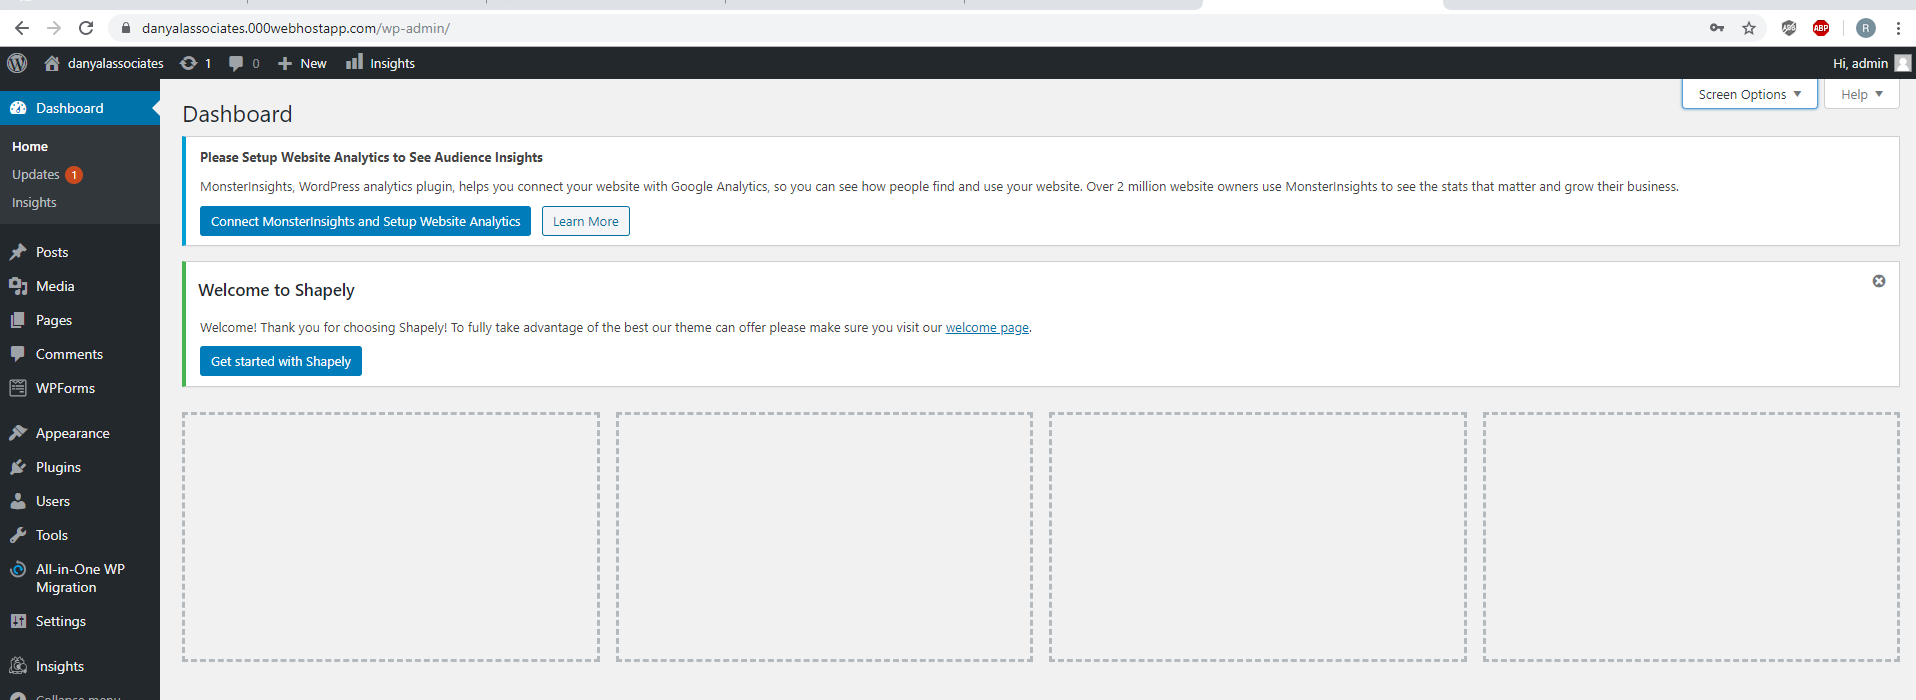 danyalassociates.000webhostapp.com/wp-admin/
ABP
R
danyalassociates
1
0
New
Insights
Hi, admin
Dashboard
Home
Updates 1
Insights
Posts
Media
Pages
Comments
WPForms
Appearance
Plugins
Users
Tools
All-in-One WP
Migration
Settings
Insights
Collapse menu
Screen Options
Help
Dashboard
Please Setup Website Analytics to See Audience Insights
MonsterInsights, WordPress analytics plugin, helps you connect your website with Google Analytics, so you can see how people find and use your website. Over 2 million website owners use MonsterInsights to see the stats that matter and grow their business.
Connect MonsterInsights and Setup Website Analytics
Learn More
Welcome to Shapely
Welcome! Thank you for choosing Shapely! To fully take advantage of the best our theme can offer please make sure you visit our welcome page.
Get started with Shapely